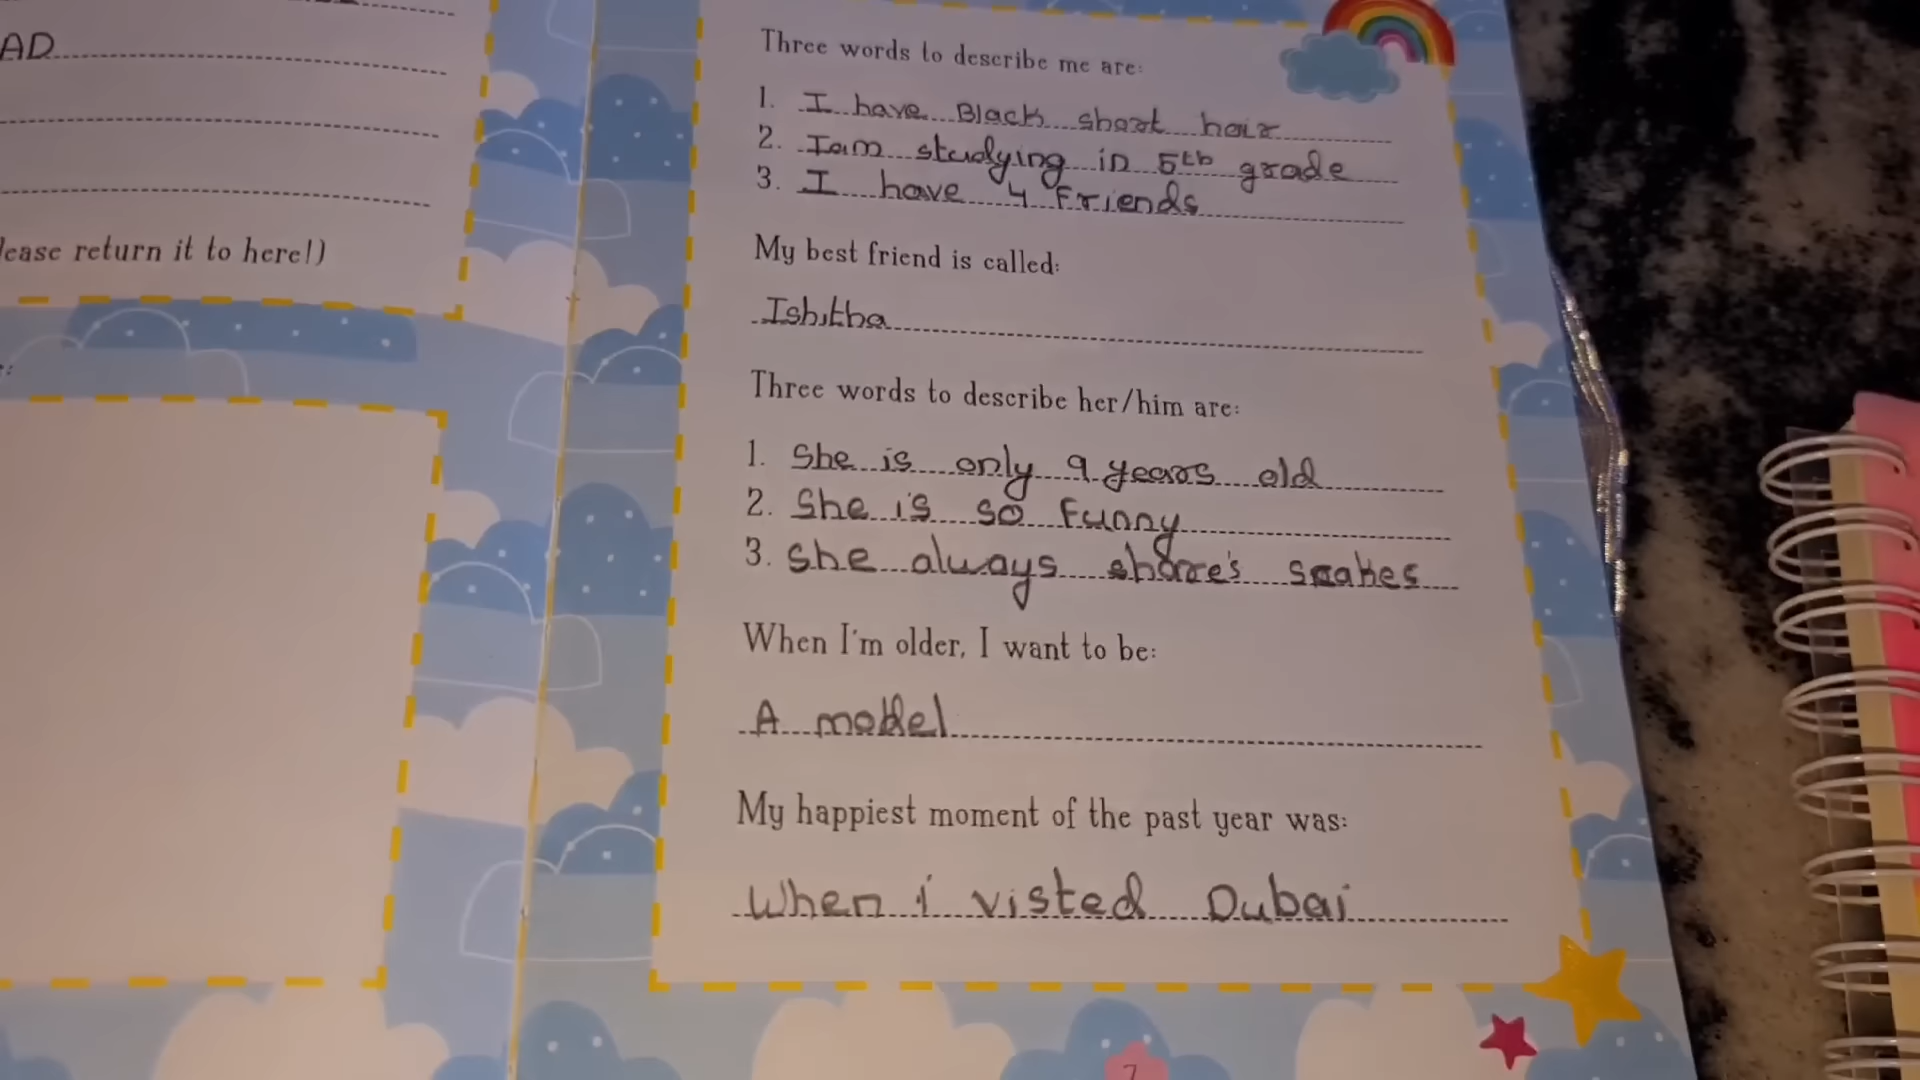 AD
lease return it to here!)
Three words to describe me are:
1. I have Black short hair
2. I am studying in 5th grade
3. I have 4 Friends
My best friend is called:
Ishitha
Three words to describe her/him are:
1. She is only 9 years old
2. She is so Funny
3. she always share's snakes
When I'm older, I want to be:
A model
My happiest moment of the past year was:
When i visted Dubai
7